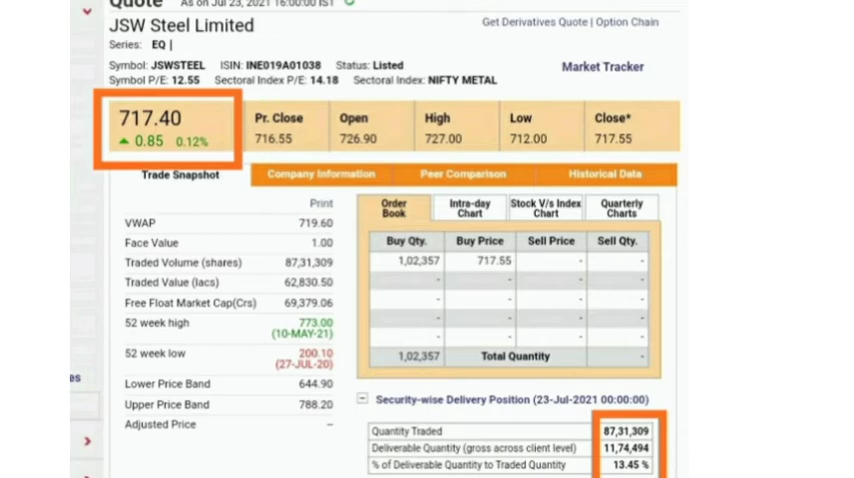 Quote As on Jul 23, 2021 16:00:00 IST
JSW Steel Limited
Get Derivatives Quote | Option Chain
Series: EQ |
Symbol: JSWSTEEL ISIN: INE019A01038 Status: Listed
Market Tracker
Symbol P/E: 12.55 Sectoral Index P/E: 14.18 Sectoral Index: NIFTY METAL
717.40 Pr. Close Open High Low Close*
0.85 0.12% 716.55 726.90 727.00 712.00 717.55
Trade Snapshot Company Information Peer Comparison Historical Data
Print
VWAP 719.60
Face Value 1.00
Traded Volume (shares) 87,31,309
Traded Value (lacs) 62,830.50
Free Float Market Cap(Crs) 69,379.06
52 week high 773.00
(10-MAY-21)
52 week low 200.10
(27-JUL-20)
Lower Price Band 644.90
Upper Price Band 788.20
Adjusted Price –
Order Intra-day Stock V/s Index Quarterly
Book Chart Chart Charts
Buy Qty. Buy Price Sell Price Sell Qty.
1,02,357 717.55 - -
- - - -
- - - -
- - - -
- - - -
1,02,357 Total Quantity -
Security-wise Delivery Position (23-Jul-2021 00:00:00)
Quantity Traded 87,31,309
Deliverable Quantity (gross across client level) 11,74,494
% of Deliverable Quantity to Traded Quantity 13.45 %
es